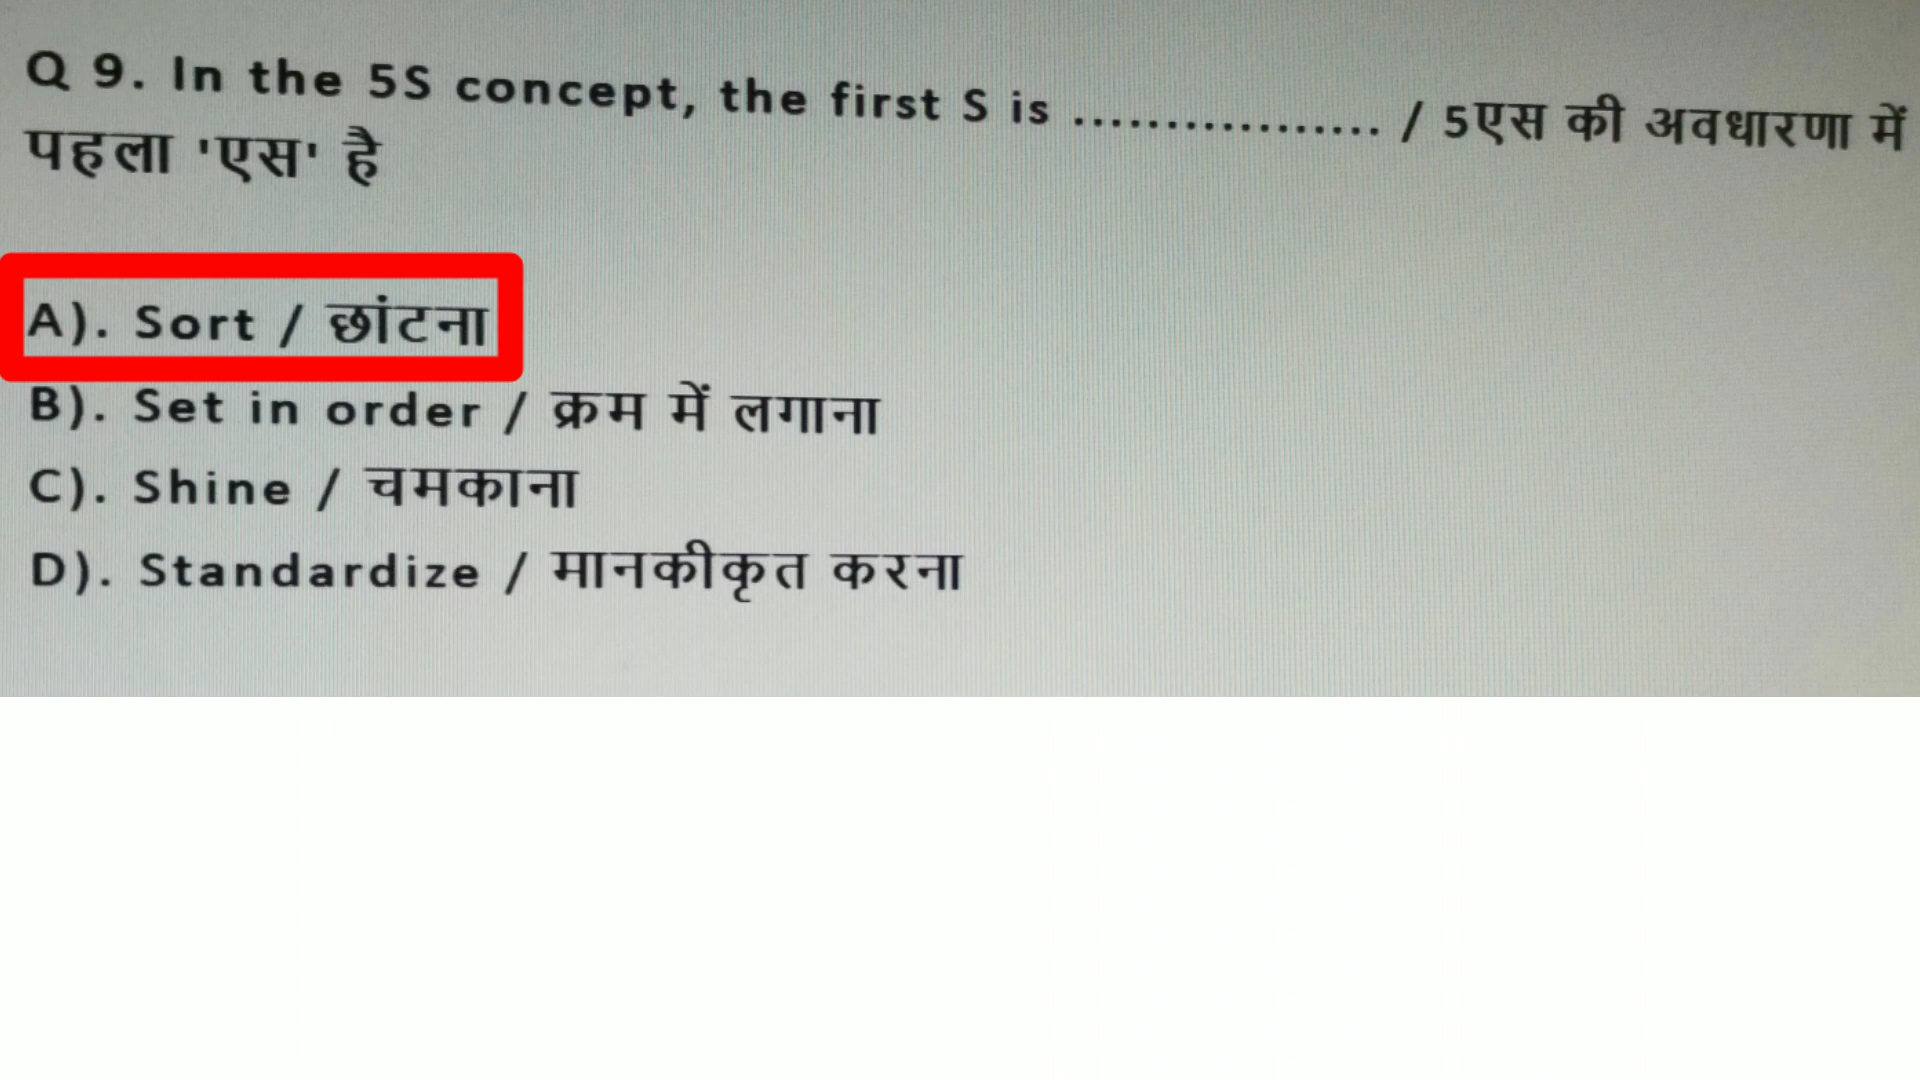 Q 9. In the 5S concept, the first S is ................. / 5एस की अवधारणा में
पहला 'एस' है
A). Sort / छांटना
B). Set in order / क्रम में लगाना
C). Shine / चमकाना
D). Standardize / मानकीकृत करना